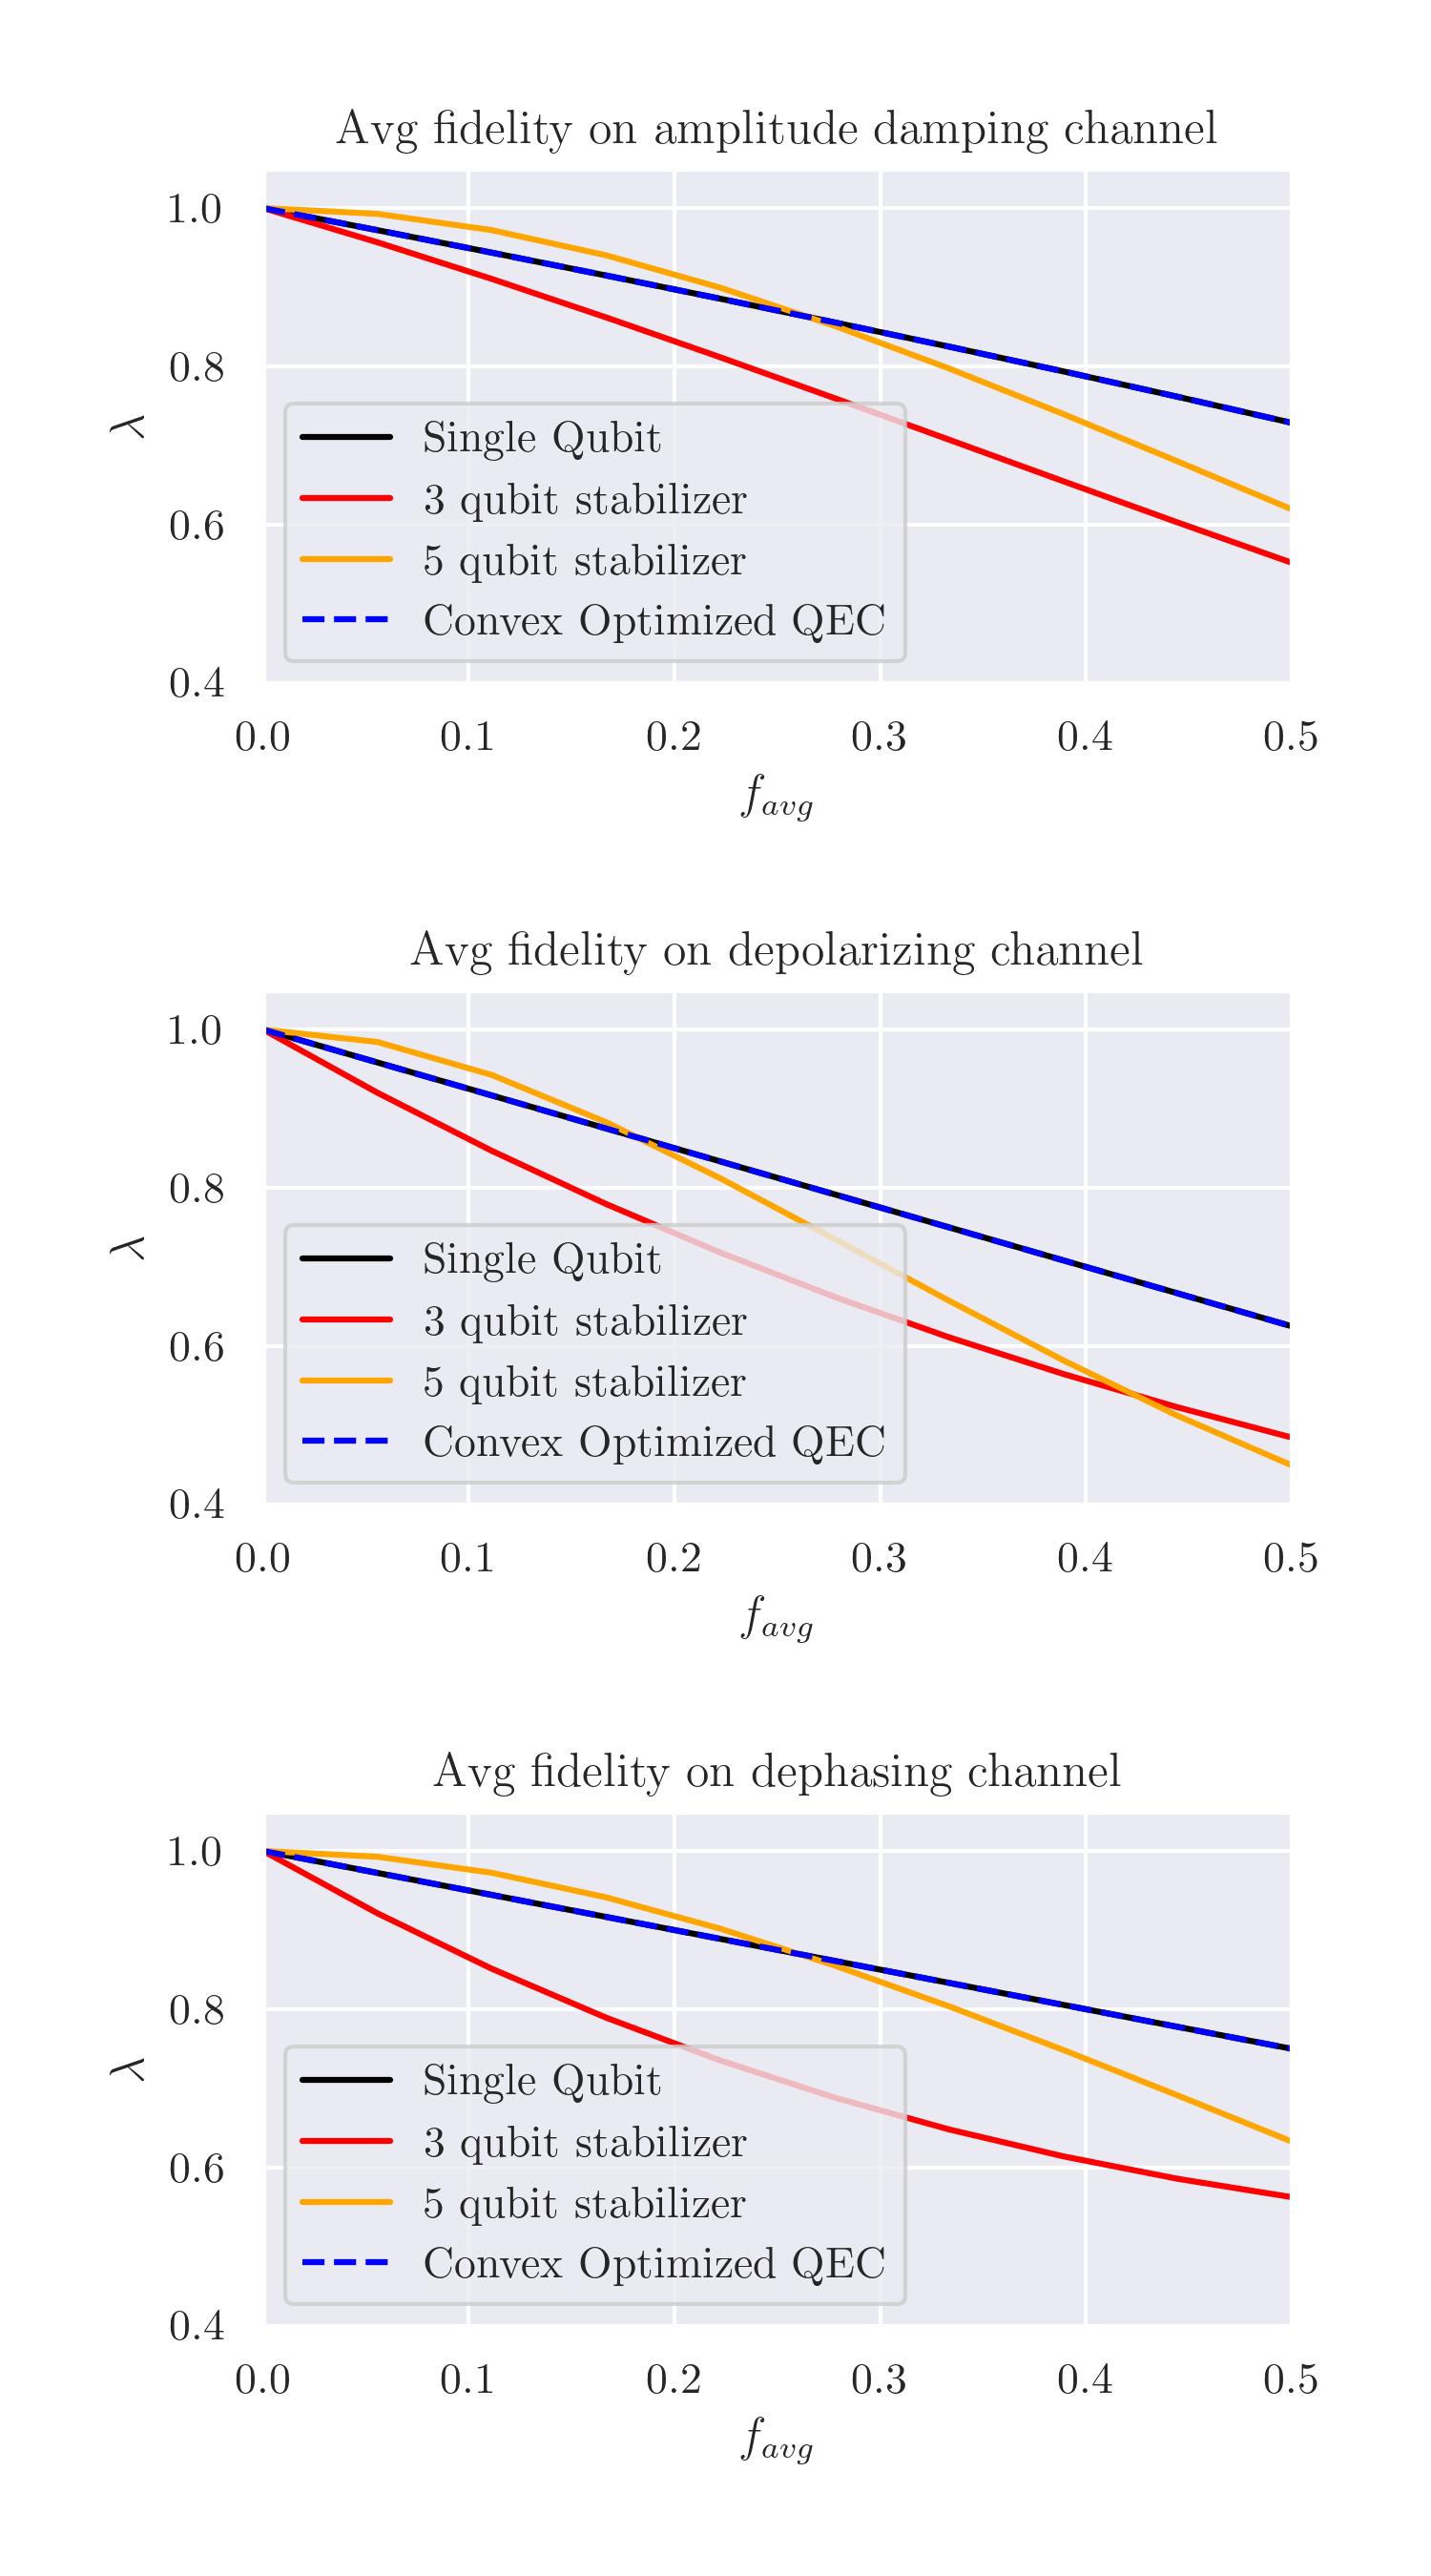 Avg fidelity on amplitude damping channel
1.0
0.8
0.6
0.4
λ
Single Qubit
3 qubit stabilizer
5 qubit stabilizer
Convex Optimized QEC
0.0 0.1 0.2 0.3 0.4 0.5
f_avg
Avg fidelity on depolarizing channel
1.0
0.8
0.6
0.4
λ
Single Qubit
3 qubit stabilizer
5 qubit stabilizer
Convex Optimized QEC
0.0 0.1 0.2 0.3 0.4 0.5
f_avg
Avg fidelity on dephasing channel
1.0
0.8
0.6
0.4
λ
Single Qubit
3 qubit stabilizer
5 qubit stabilizer
Convex Optimized QEC
0.0 0.1 0.2 0.3 0.4 0.5
f_avg